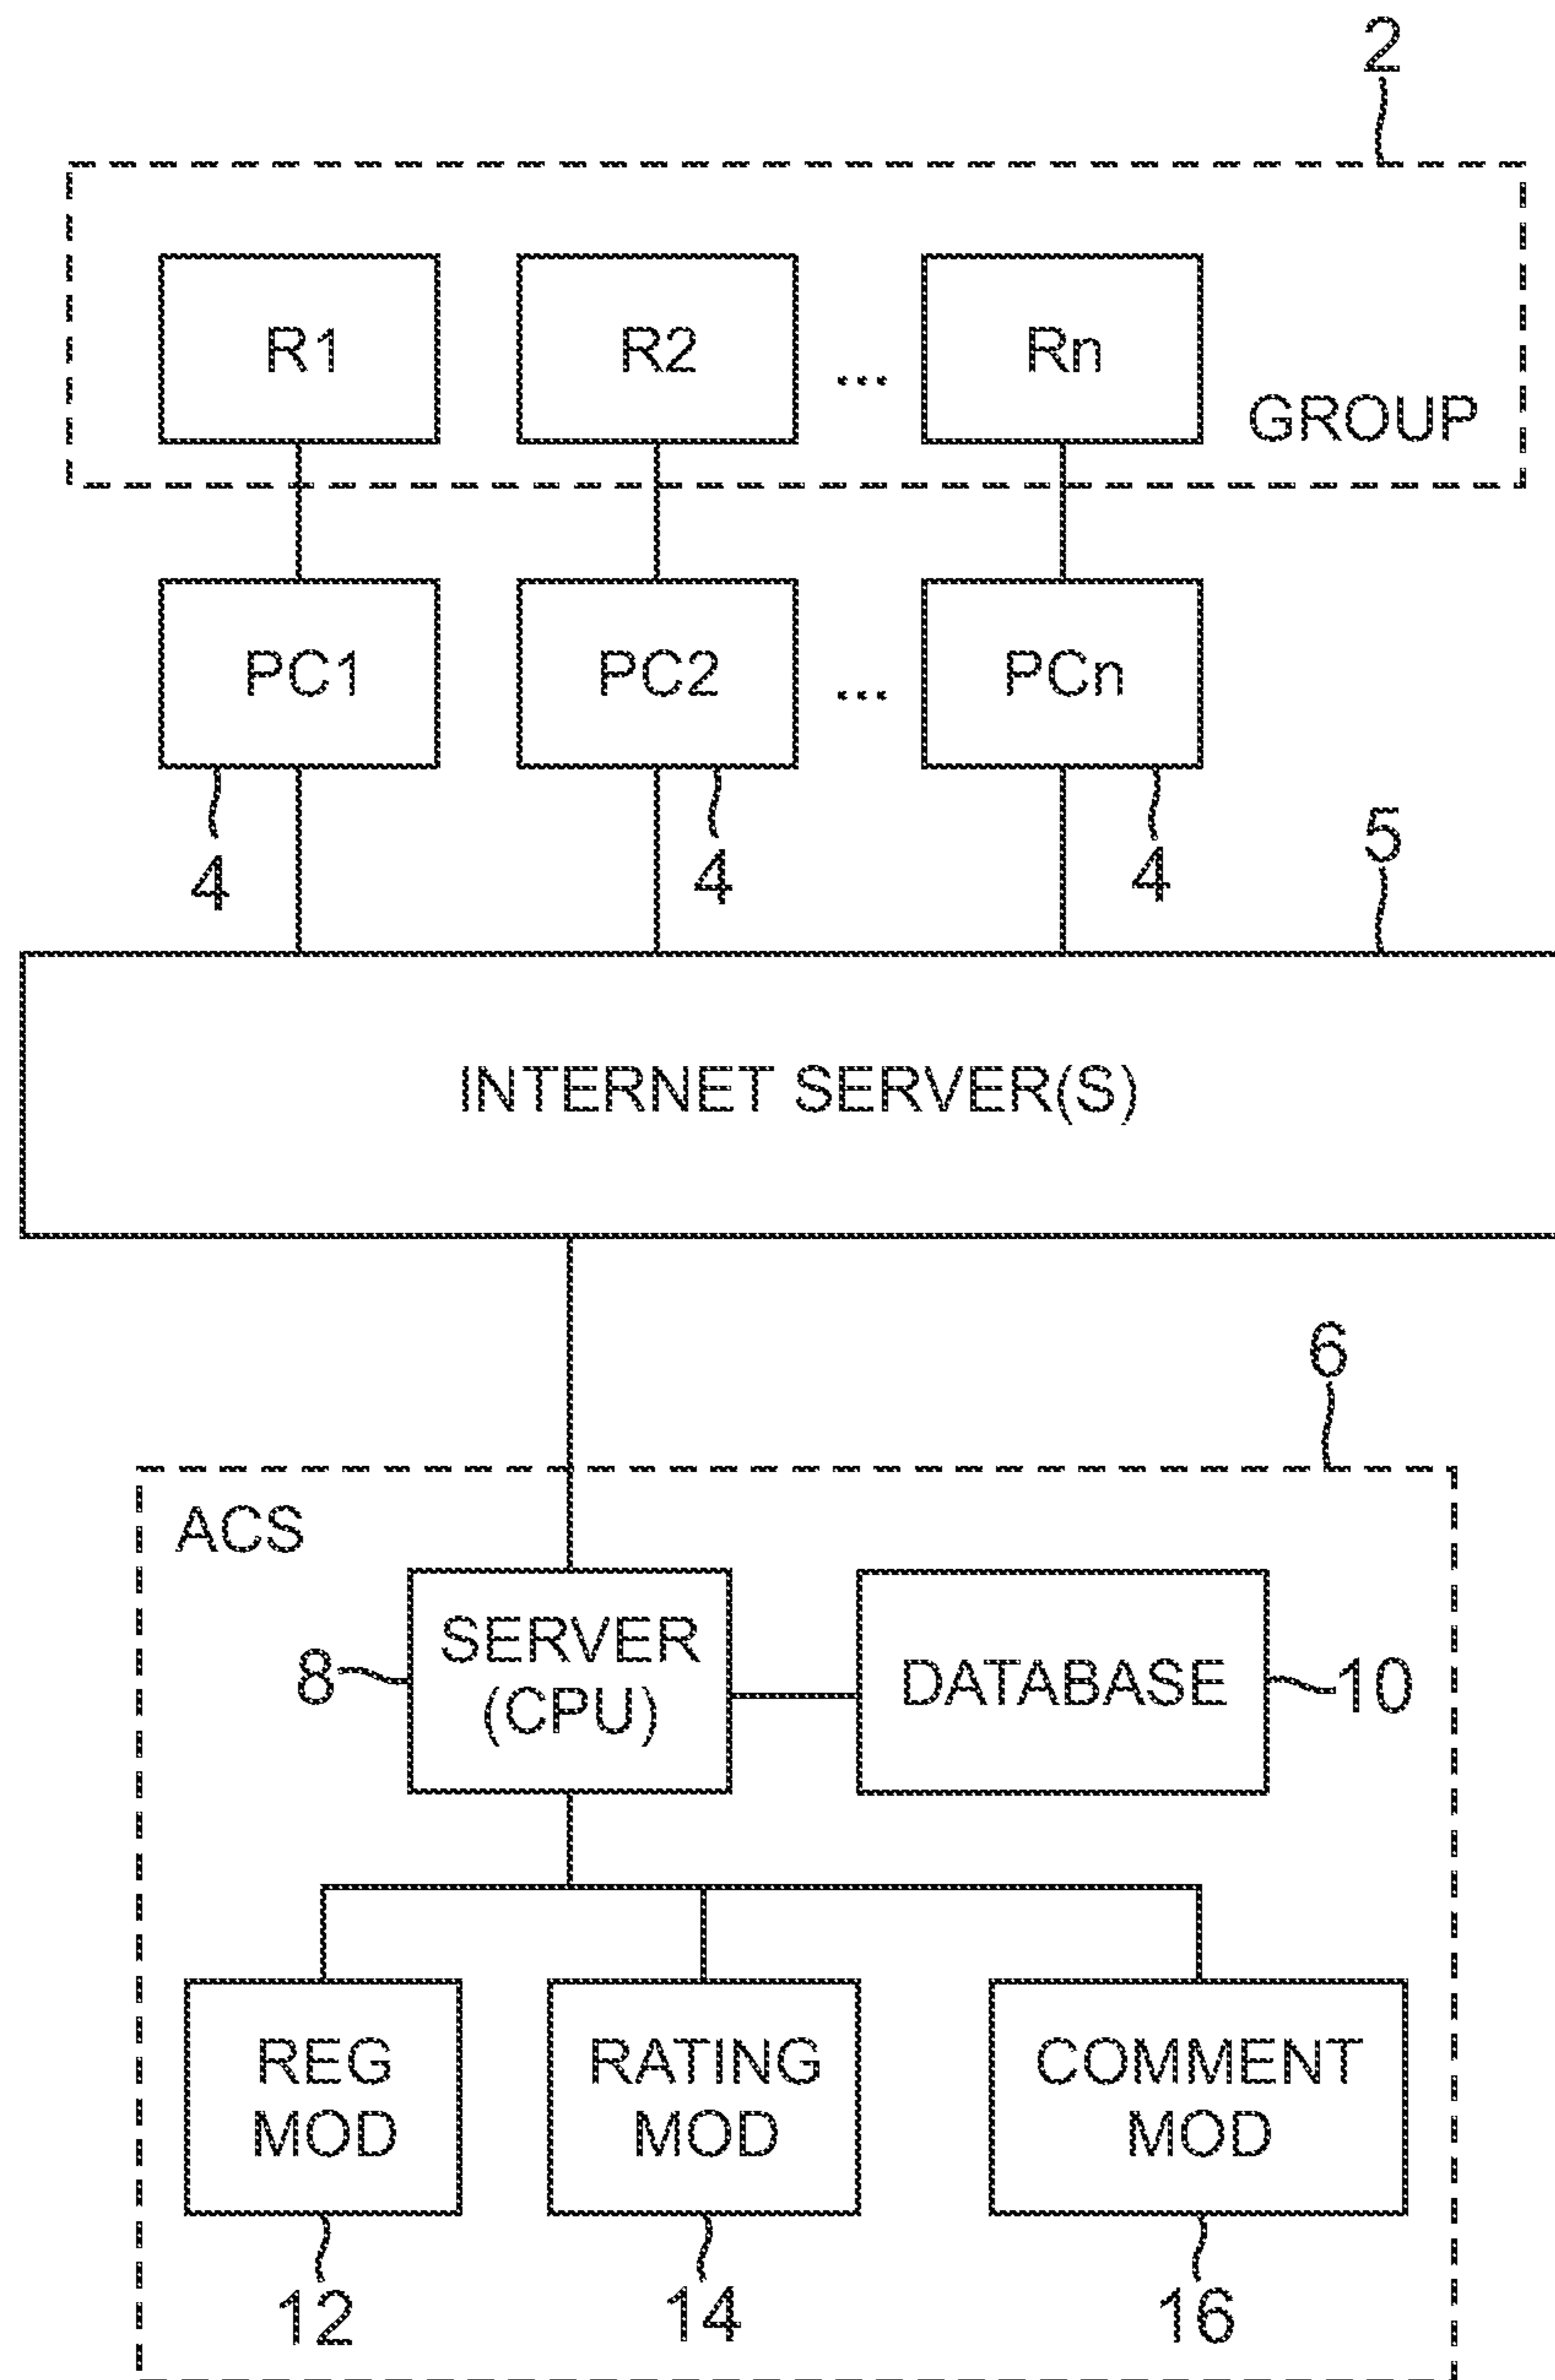 2
R1 R2 ... Rn
GROUP
PC1 PC2 ... PCn
4 4 4
5
INTERNET SERVER(S)
6
ACS
SERVER
(CPU)
8
DATABASE
10
REG
MOD
RATING
MOD
COMMENT
MOD
12 14 16